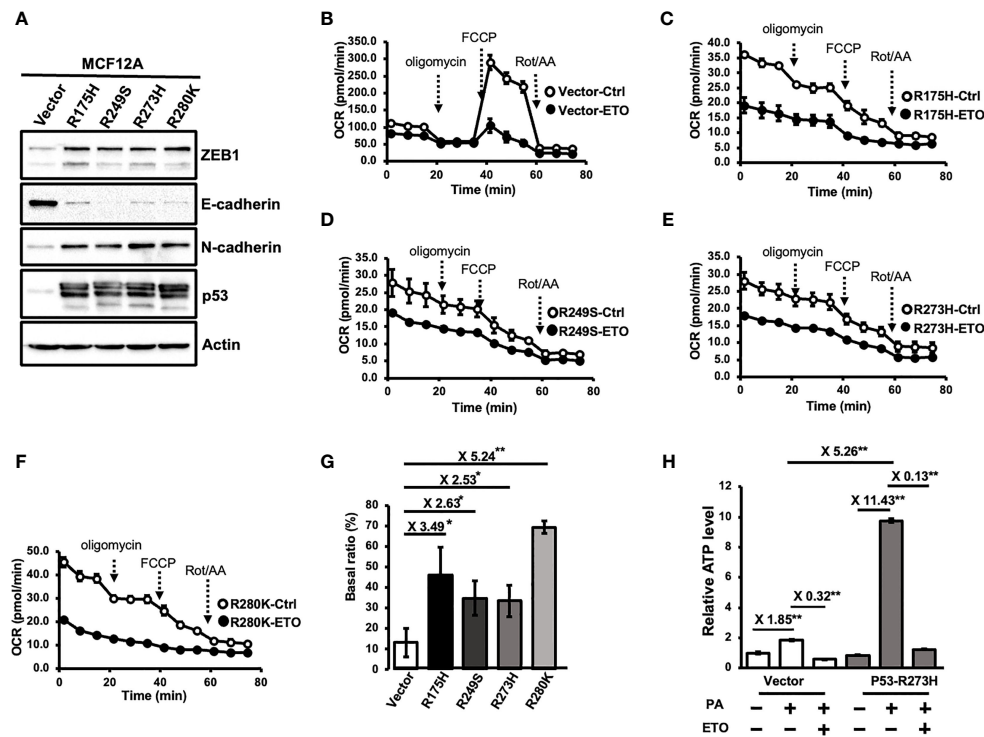 A
MCF12A
Vector
R175H
R249S
R273H
R280K
ZEB1
E-cadherin
N-cadherin
p53
Actin
B
OCR (pmol/min)
350.0
300.0
250.0
200.0
150.0
100.0
50.0
0.0
oligomycin
FCCP
Rot/AA
Vector-Ctrl
Vector-ETO
0 20 40 60 80
Time (min)
C
OCR (pmol/min)
40.0
35.0
30.0
25.0
20.0
15.0
10.0
5.0
0.0
oligomycin
FCCP
Rot/AA
R175H-Ctrl
R175H-ETO
0 20 40 60 80
Time (min)
D
OCR (pmol/min)
35.0
30.0
25.0
20.0
15.0
10.0
5.0
0.0
oligomycin
FCCP
Rot/AA
R249S-Ctrl
R249S-ETO
0 20 40 60 80
Time (min)
E
OCR (pmol/min)
35.0
30.0
25.0
20.0
15.0
10.0
5.0
0.0
oligomycin
FCCP
Rot/AA
R273H-Ctrl
R273H-ETO
0 20 40 60 80
Time (min)
F
OCR (pmol/min)
50.0
40.0
30.0
20.0
10.0
0.0
oligomycin
FCCP
Rot/AA
R280K-Ctrl
R280K-ETO
0 20 40 60 80
Time (min)
G
X 5.24**
X 2.53*
X 2.63*
X 3.49*
Basal ratio (%)
80
70
60
50
40
30
20
10
0
Vector
R175H
R249S
R273H
R280K
H
X 5.26**
X 0.13**
X 11.43**
X 0.32**
X 1.85**
Relative ATP level
12
10
8
6
4
2
0
Vector P53-R273H
PA − + + − + +
ETO − − + − − +